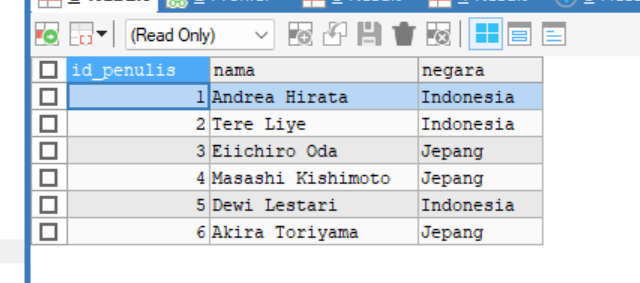 (Read Only)
id_penulis nama negara
1 Andrea Hirata Indonesia
2 Tere Liye Indonesia
3 Eiichiro Oda Jepang
4 Masashi Kishimoto Jepang
5 Dewi Lestari Indonesia
6 Akira Toriyama Jepang